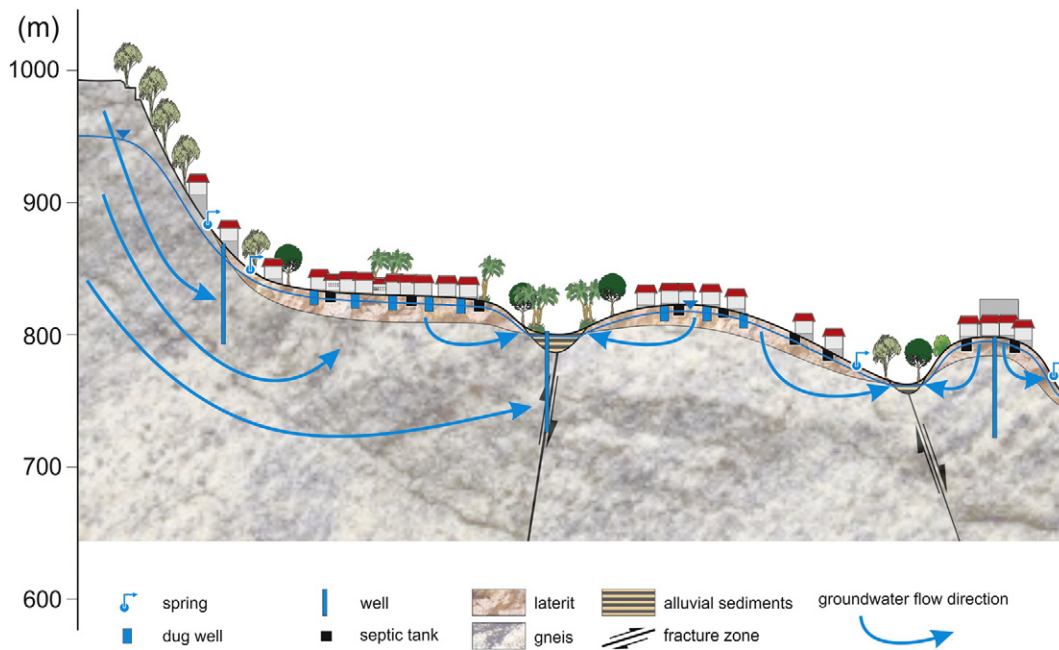 (m)
1000
900
800
700
600
spring
well
laterit
alluvial sediments
groundwater flow direction
dug well
septic tank
gneis
fracture zone